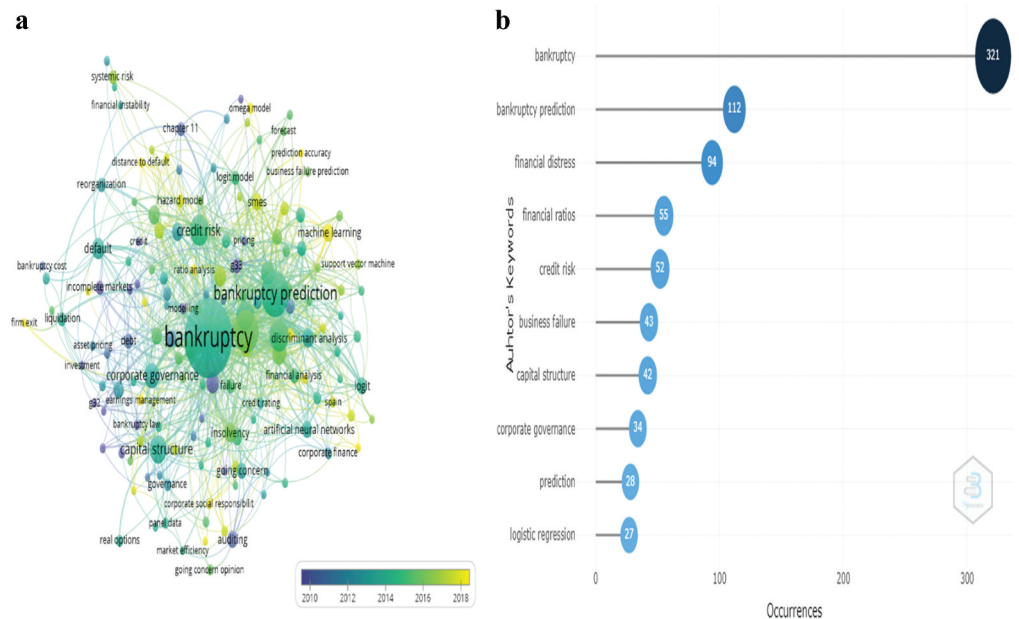 a
systemic risk
financial instability
omega model
chapter 11
forecast
distance to default
prediction accuracy
logit model
business failure prediction
reorganization
hazard model
smes
credit risk
machine learning
default
credit
pricing
bankruptcy cost
ratio analysis
g33
support vector machine
incomplete markets
bankruptcy prediction
modelling
firm exit
liquidation
bankruptcy
discriminant analysis
asset pricing
debt
investment
corporate governance
financial analysis
failure
logit
g32
earnings management
credit rating
spain
bankruptcy law
insolvency
artificial neural networks
capital structure
corporate finance
going concern
governance
corporate social responsibilit
panel data
real options
auditing
market efficiency
going concern opinion
2010 2012 2014 2016 2018
b
Auhtor's Keywords
bankruptcy 321
bankruptcy prediction 112
financial distress 94
financial ratios 55
credit risk 52
business failure 43
capital structure 42
corporate governance 34
prediction 28
logistic regression 27
0 100 200 300
Occurrences